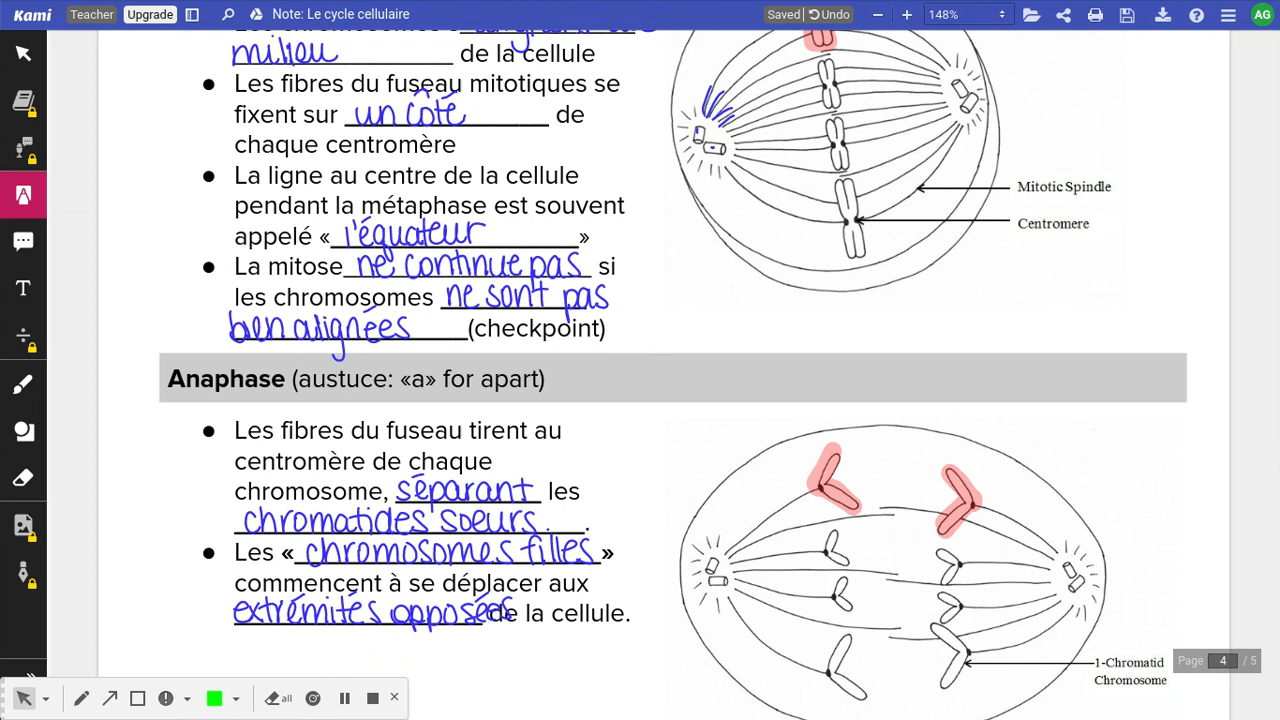 Kami Teacher Upgrade Note: Le cycle cellulaire Saved Undo 148% AG
milieu de la cellule
● Les fibres du fuseau mitotiques se
fixent sur un côté de
chaque centromère
● La ligne au centre de la cellule
pendant la métaphase est souvent
appelé « l'équateur »
● La mitose ne continue pas si
les chromosomes ne sont pas
bien alignées (checkpoint)
Mitotic Spindle
Centromere
Anaphase (austuce: «a» for apart)
● Les fibres du fuseau tirent au
centromère de chaque
chromosome, séparant les
chromatides soeurs.
● Les « chromosomes filles »
commencent à se déplacer aux
extrémités opposées de la cellule.
1-Chromatid
Chromosome
Page 4 / 5
all